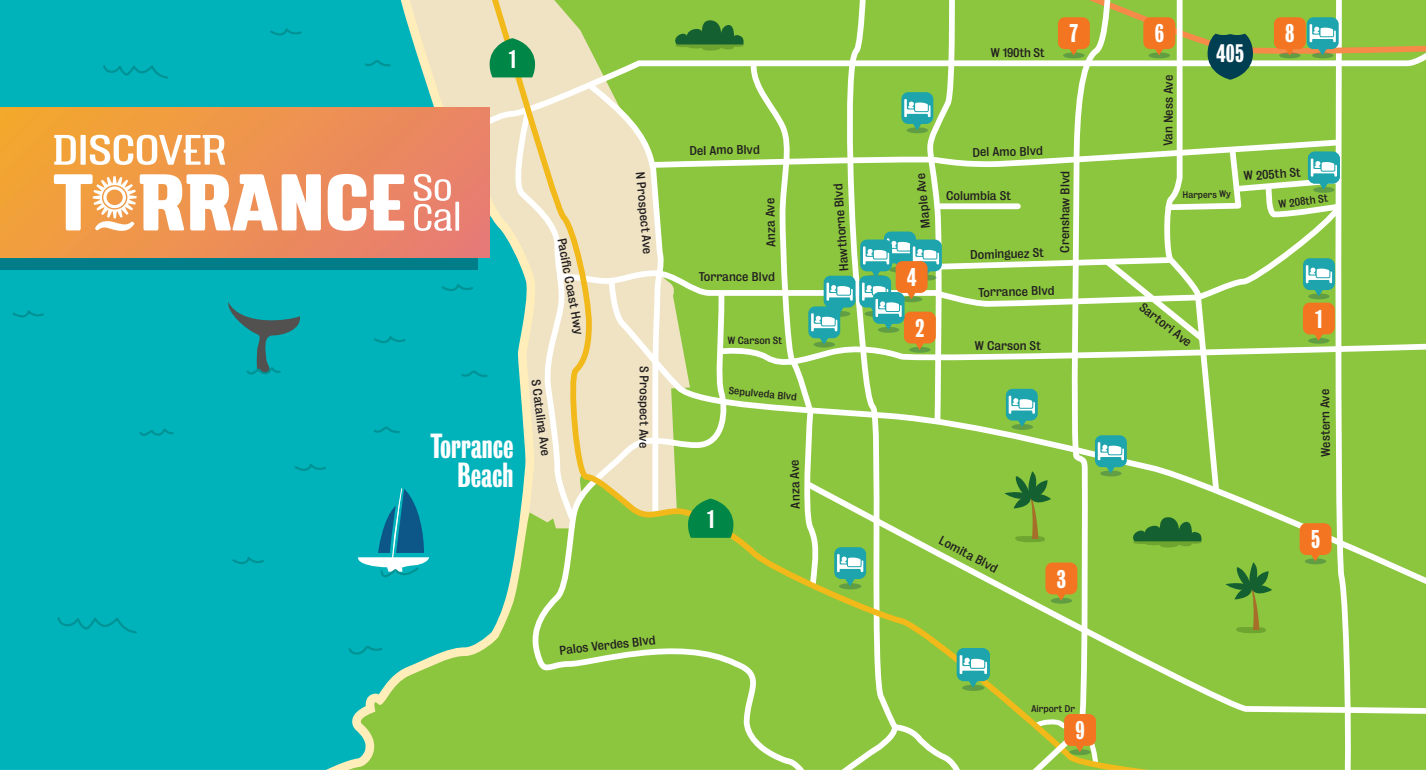 7
6
8
1
405
W 190th St
Van Ness Ave
DISCOVER
TORRANCE
So
Cal
Del Amo Blvd
Del Amo Blvd
W 205th St
Harpers Wy
W 208th St
Columbia St
N Prospect Ave
Anza Ave
Hawthorne Blvd
Maple Ave
Crenshaw Blvd
Pacific Coast Hwy
Dominguez St
Torrance Blvd
4
Torrance Blvd
2
1
Sartori Ave
W Carson St
W Carson St
S Catalina Ave
S Prospect Ave
Sepulveda Blvd
Western Ave
Torrance
Beach
Anza Ave
1
5
Lomita Blvd
3
Palos Verdes Blvd
Airport Dr
9